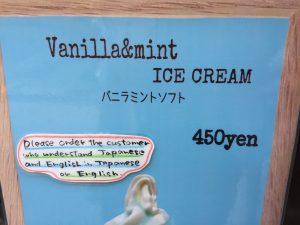 Vanilla&mint
ICE CREAM
バニラミントソフト
450yen
Please order the customer
who understand Japanese
and English in Japanese
or English